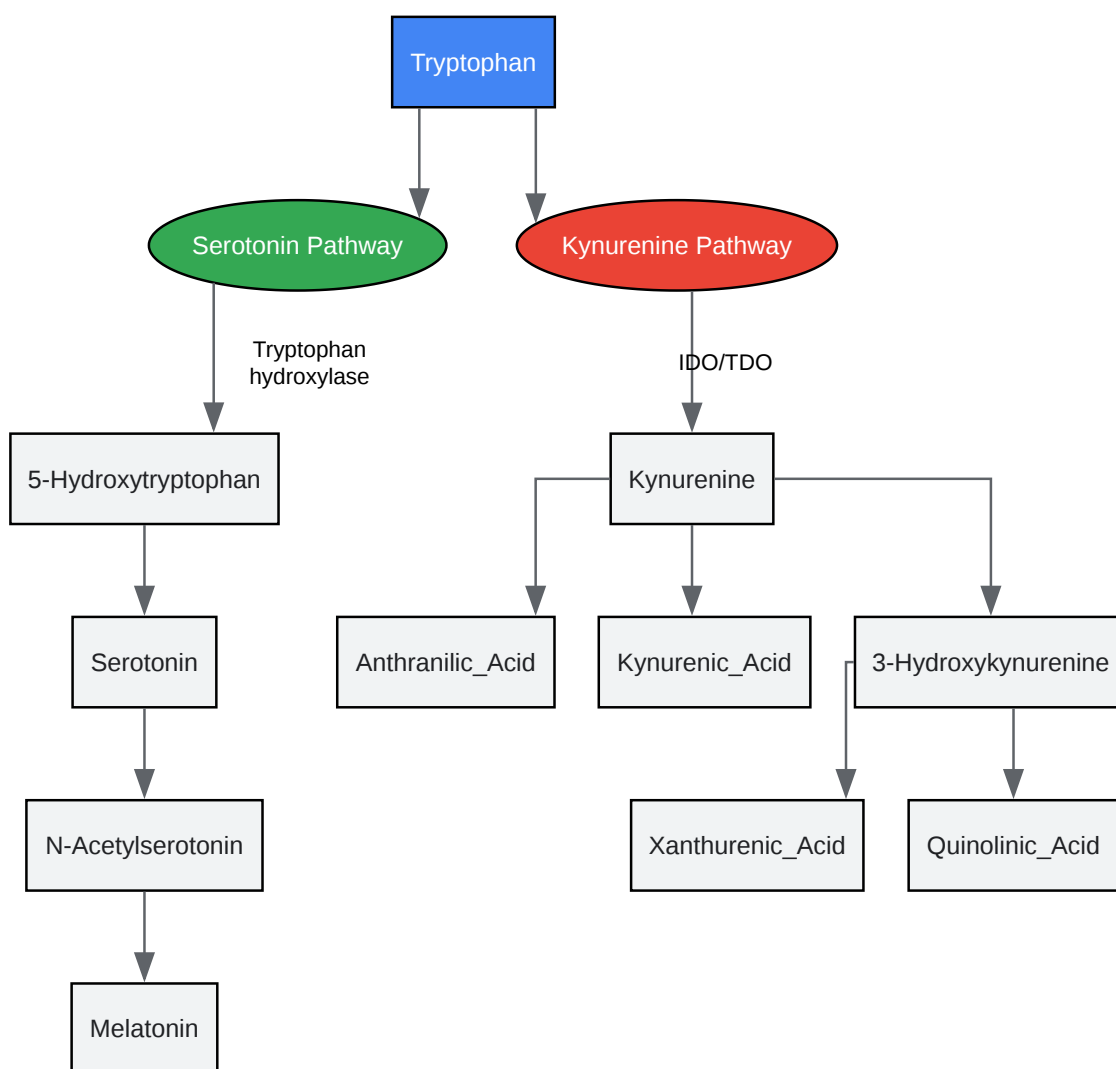 Tryptophan
Serotonin Pathway
Kynurenine Pathway
Tryptophan
hydroxylase
IDO/TDO
5-Hydroxytryptophan
Kynurenine
Serotonin
Anthranilic_Acid
Kynurenic_Acid
3-Hydroxykynurenine
N-Acetylserotonin
Xanthurenic_Acid
Quinolinic_Acid
Melatonin